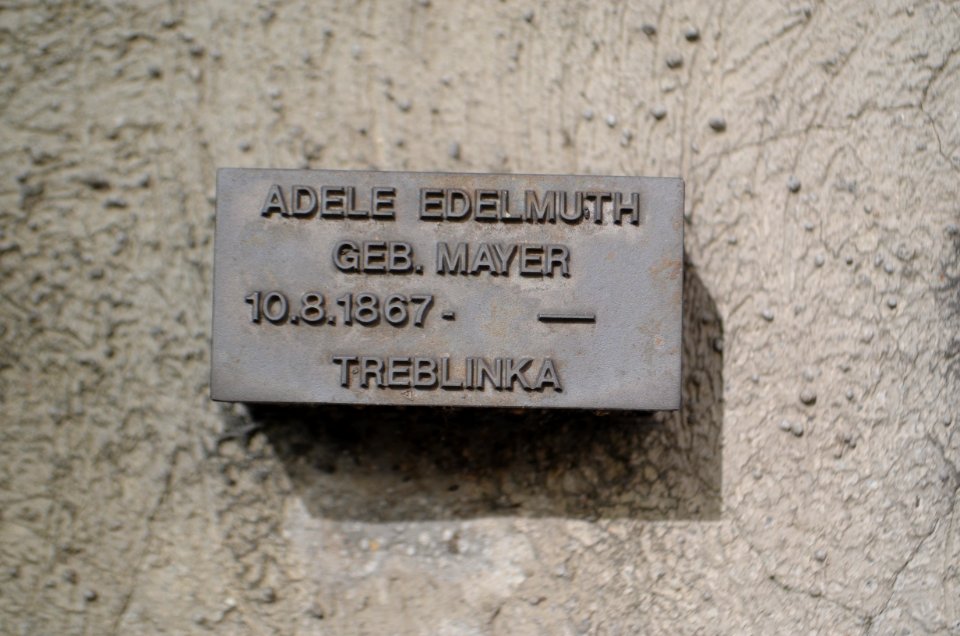 ADELE EDELMUTH
GEB. MAYER
10.8.1867 - —
TREBLINKA